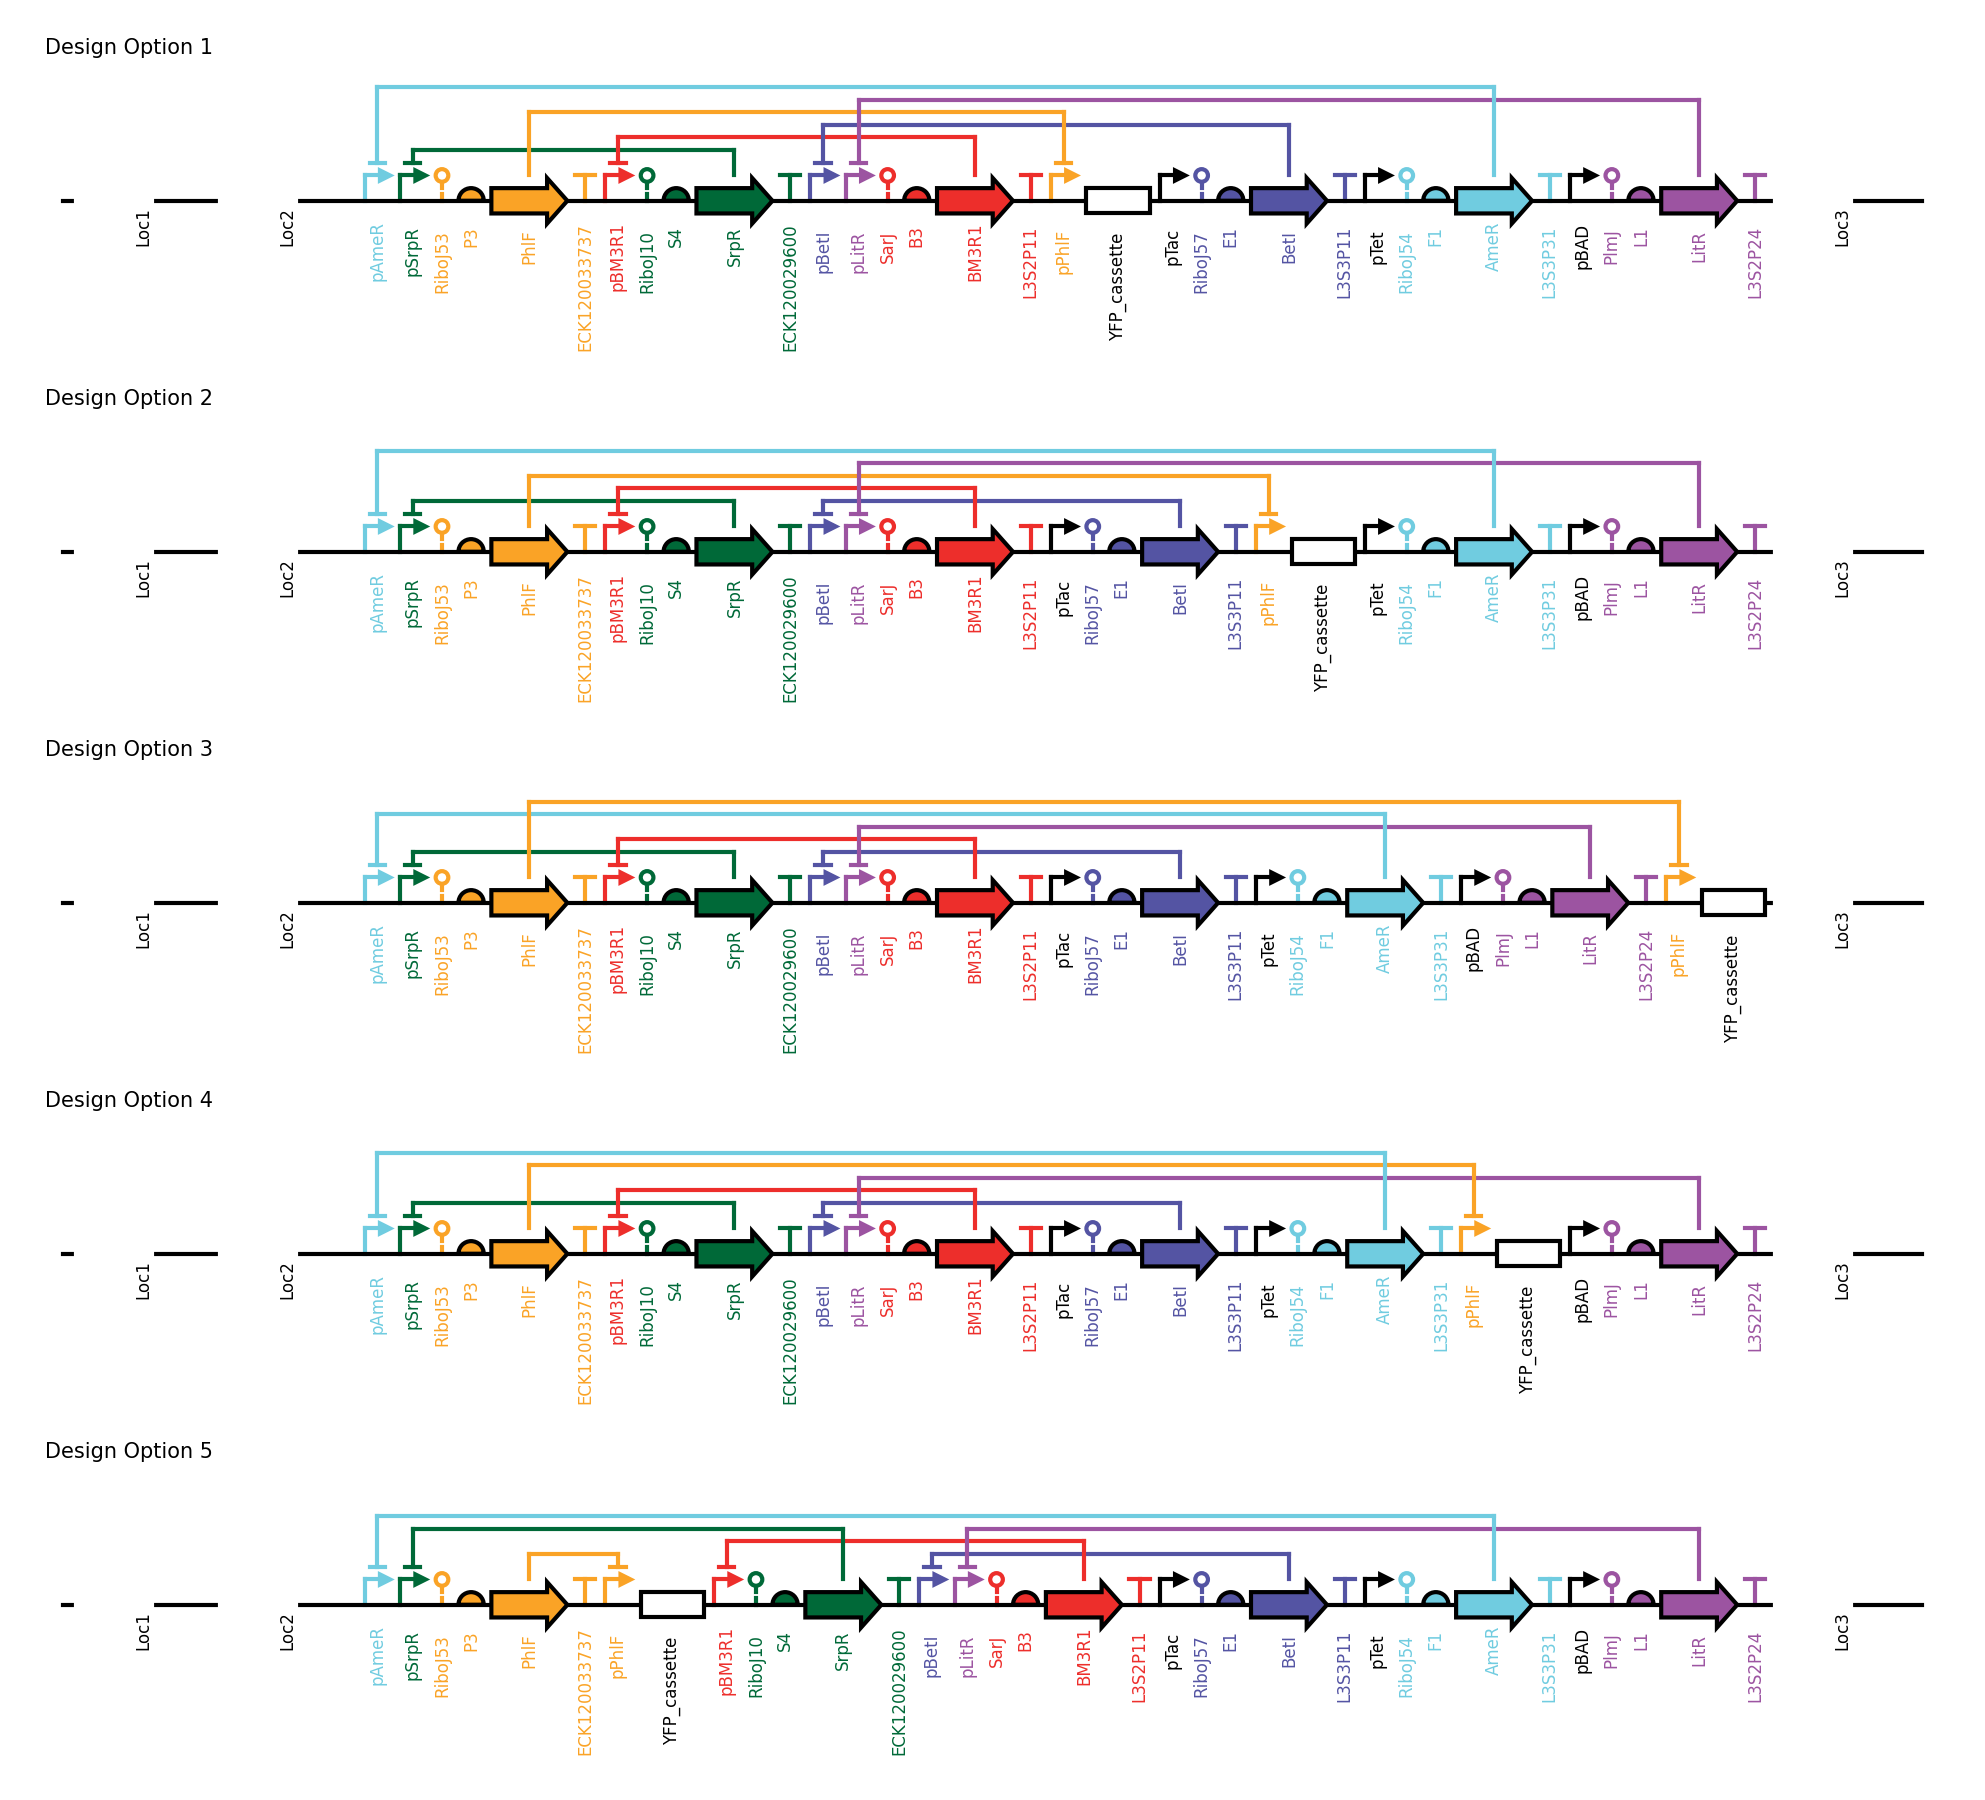 Design Option 1
Loc1
Loc2
pAmeR
pSrpR
RiboJ53
P3
PhlF
ECK120033737
pBM3R1
RiboJ10
S4
SrpR
ECK120029600
pBetI
pLitR
SarJ
B3
BM3R1
L3S2P11
pPhlF
YFP_cassette
pTac
RiboJ57
E1
BetI
L3S3P11
pTet
RiboJ54
F1
AmeR
L3S3P31
pBAD
PlmJ
L1
LitR
L3S2P24
Loc3
Design Option 2
Loc1
Loc2
pAmeR
pSrpR
RiboJ53
P3
PhlF
ECK120033737
pBM3R1
RiboJ10
S4
SrpR
ECK120029600
pBetI
pLitR
SarJ
B3
BM3R1
L3S2P11
pTac
RiboJ57
E1
BetI
L3S3P11
pPhlF
YFP_cassette
pTet
RiboJ54
F1
AmeR
L3S3P31
pBAD
PlmJ
L1
LitR
L3S2P24
Loc3
Design Option 3
Loc1
Loc2
pAmeR
pSrpR
RiboJ53
P3
PhlF
ECK120033737
pBM3R1
RiboJ10
S4
SrpR
ECK120029600
pBetI
pLitR
SarJ
B3
BM3R1
L3S2P11
pTac
RiboJ57
E1
BetI
L3S3P11
pTet
RiboJ54
F1
AmeR
L3S3P31
pBAD
PlmJ
L1
LitR
L3S2P24
pPhlF
YFP_cassette
Loc3
Design Option 4
Loc1
Loc2
pAmeR
pSrpR
RiboJ53
P3
PhlF
ECK120033737
pBM3R1
RiboJ10
S4
SrpR
ECK120029600
pBetI
pLitR
SarJ
B3
BM3R1
L3S2P11
pTac
RiboJ57
E1
BetI
L3S3P11
pTet
RiboJ54
F1
AmeR
L3S3P31
pPhlF
YFP_cassette
pBAD
PlmJ
L1
LitR
L3S2P24
Loc3
Design Option 5
Loc1
Loc2
pAmeR
pSrpR
RiboJ53
P3
PhlF
ECK120033737
pPhlF
YFP_cassette
pBM3R1
RiboJ10
S4
SrpR
ECK120029600
pBetI
pLitR
SarJ
B3
BM3R1
L3S2P11
pTac
RiboJ57
E1
BetI
L3S3P11
pTet
RiboJ54
F1
AmeR
L3S3P31
pBAD
PlmJ
L1
LitR
L3S2P24
Loc3